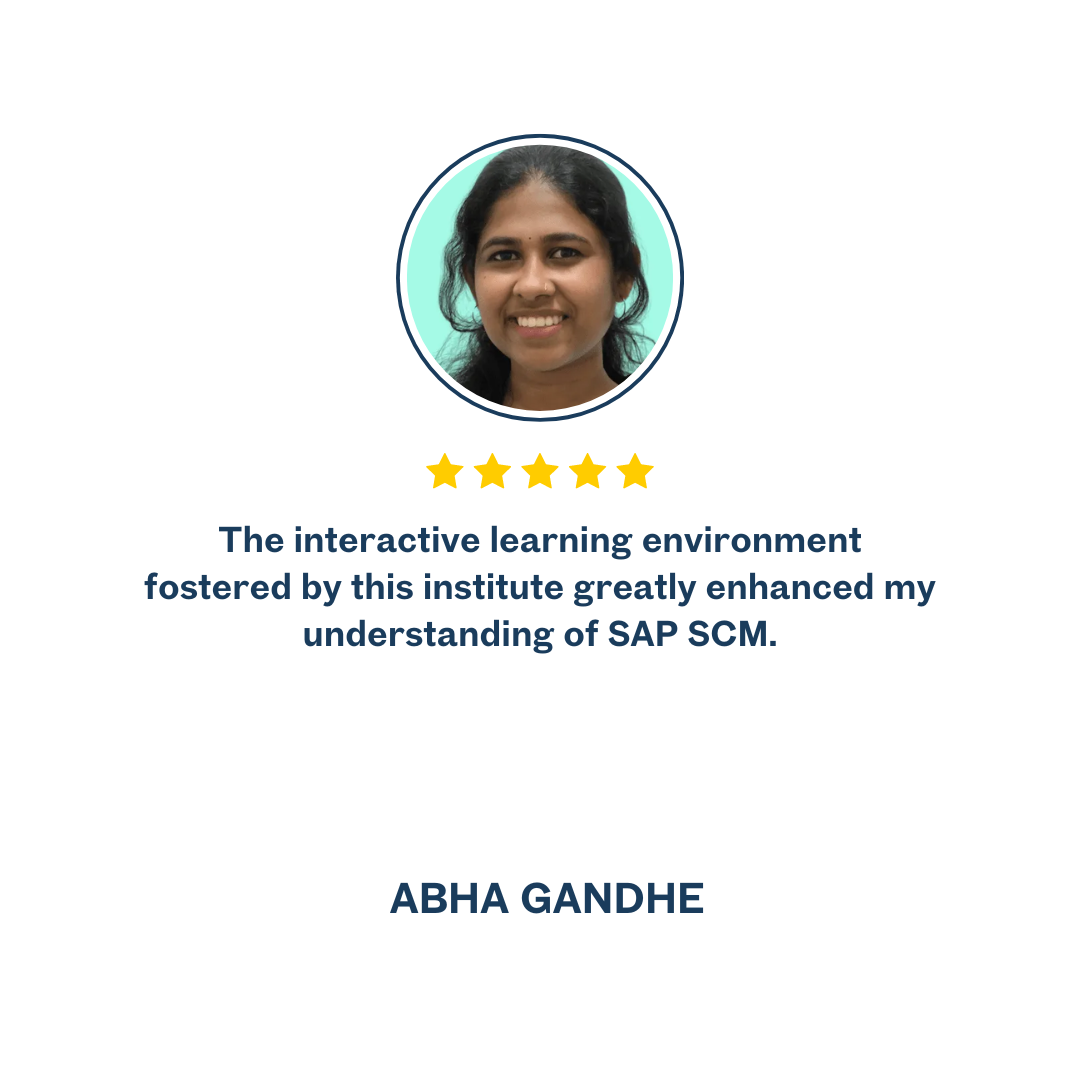 The interactive learning environment
fostered by this institute greatly enhanced my
understanding of SAP SCM.
ABHA GANDHE